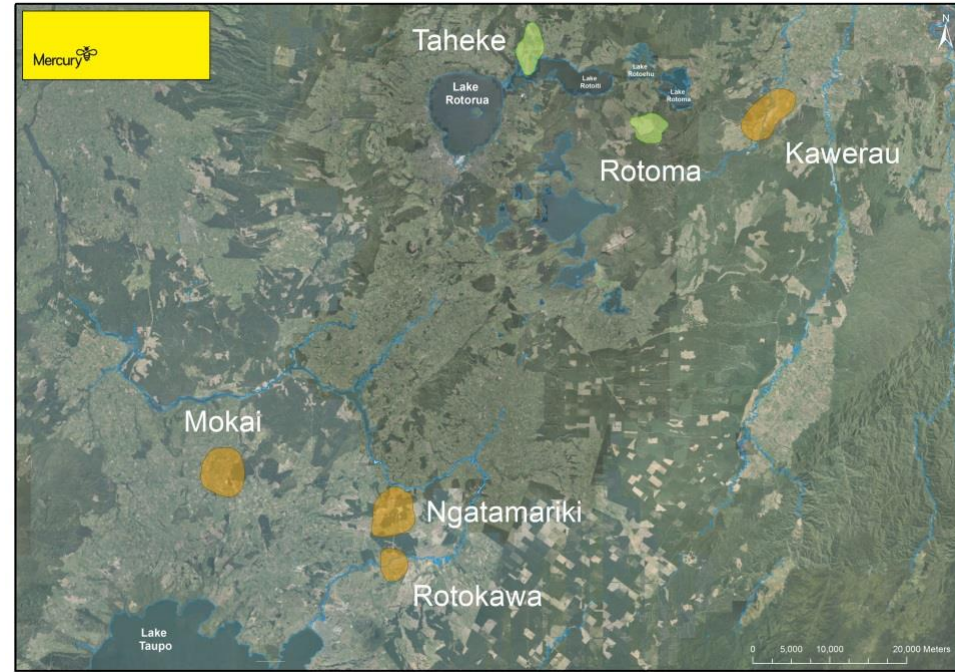 Mercury
Taheke
N
Lake
Rotorua
Lake
Rotoiti
Lake
Rotoehu
Lake
Rotoma
Rotoma
Kawerau
Mokai
Ngatamariki
Rotokawa
Lake
Taupo
0 5,000 10,000 20,000 Meters